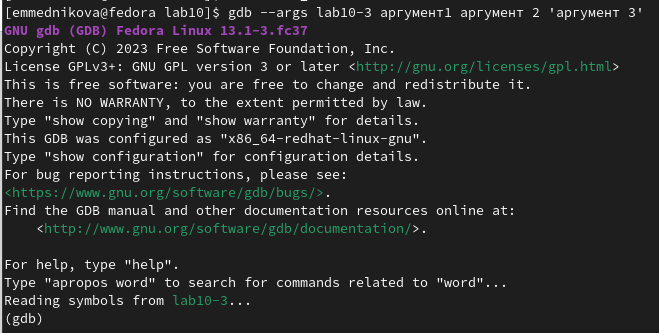 [emmednikova@fedora lab10]$ gdb --args lab10-3 аргумент1 аргумент 2 'аргумент 3'
GNU gdb (GDB) Fedora Linux 13.1-3.fc37
Copyright (C) 2023 Free Software Foundation, Inc.
License GPLv3+: GNU GPL version 3 or later <http://gnu.org/licenses/gpl.html>
This is free software: you are free to change and redistribute it.
There is NO WARRANTY, to the extent permitted by law.
Type "show copying" and "show warranty" for details.
This GDB was configured as "x86_64-redhat-linux-gnu".
Type "show configuration" for configuration details.
For bug reporting instructions, please see:
<https://www.gnu.org/software/gdb/bugs/>.
Find the GDB manual and other documentation resources online at:
    <http://www.gnu.org/software/gdb/documentation/>.

For help, type "help".
Type "apropos word" to search for commands related to "word"...
Reading symbols from lab10-3...
(gdb)